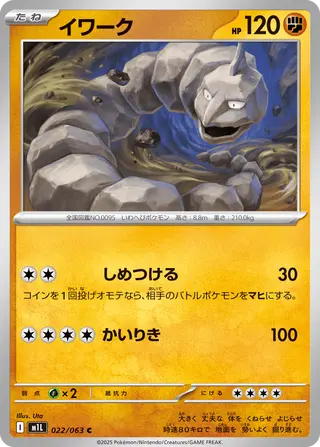 たね イワーク HP 120
全国図鑑NO.0095 いわへびポケモン 高さ:8.8m 重さ:210.0kg
しめつける 30
コインを1回投げオモテなら、相手のバトルポケモンをマヒにする。
かいりき 100
弱点 ×2 抵抗力 にげる
Illus. Uta
I m1L 022/063 C
大きく 丈夫な 体を くねらせ よじらせ
時速80キロで 地面を 勢いよく 掘り進む。
©2025 Pokémon/Nintendo/Creatures/GAME FREAK.